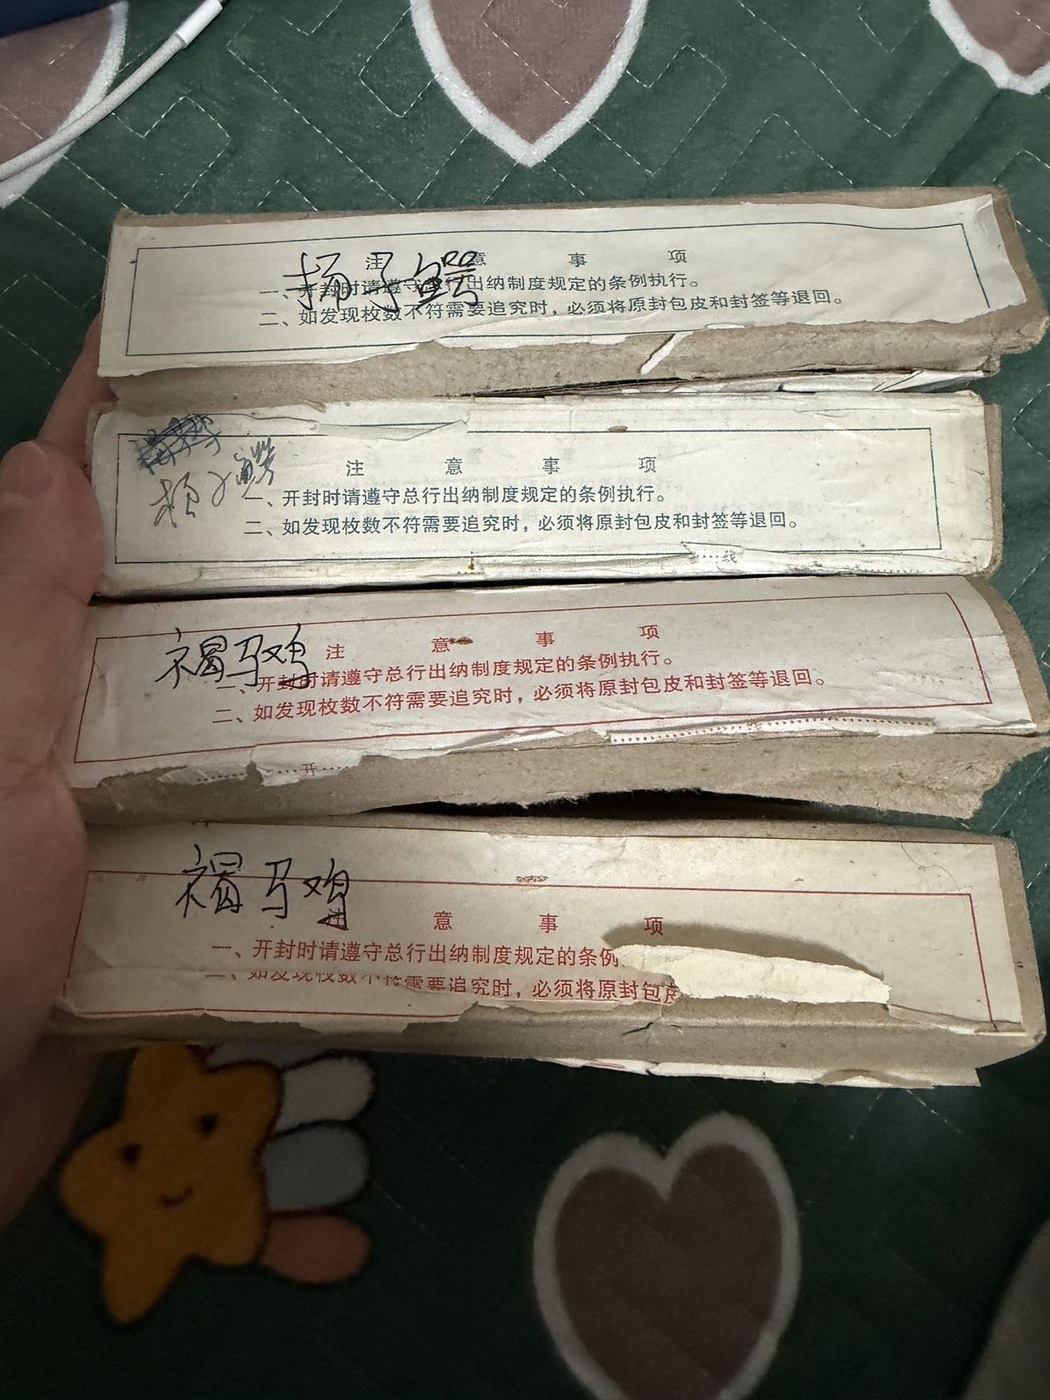 扬子鳄
注 意 事 项
一、开封时请遵守 出纳制度规定的条例执行。
二、如发现枚数不符需要追究时，必须将原封包皮和封签等退回。
扬子鳄
注 意 事 项
一、开封时请遵守总行出纳制度规定的条例执行。
二、如发现枚数不符需要追究时，必须将原封包皮和封签等退回。
线
褐马鸡
注 意 事 项
一、开封时请遵守总行出纳制度规定的条例执行。
二、如发现枚数不符需要追究时，必须将原封包皮和封签等退回。
开
褐马鸡
意 事 项
一、开封时请遵守总行出纳制度规定的条例
二、如发现枚数不符需要追究时，必须将原封包皮